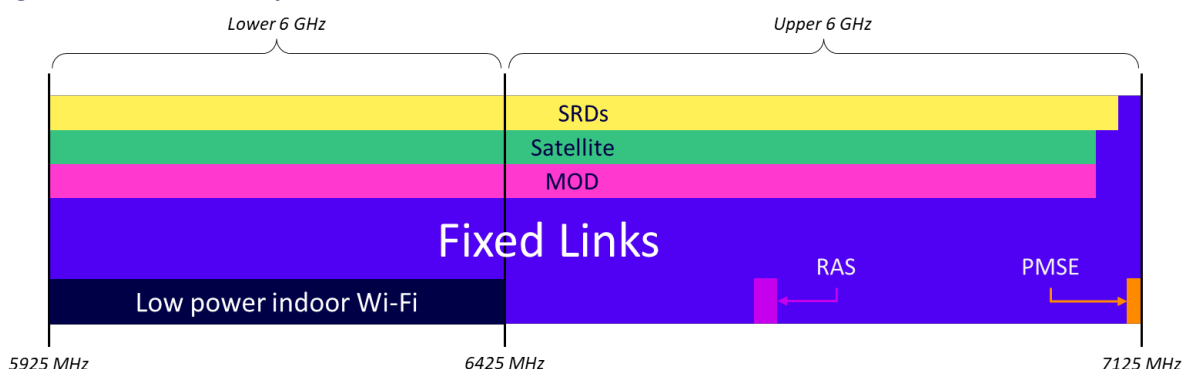 Lower 6 GHz
Upper 6 GHz
SRDs
Satellite
MOD
Fixed Links
RAS
PMSE
Low power indoor Wi-Fi
5925 MHz
6425 MHz
7125 MHz